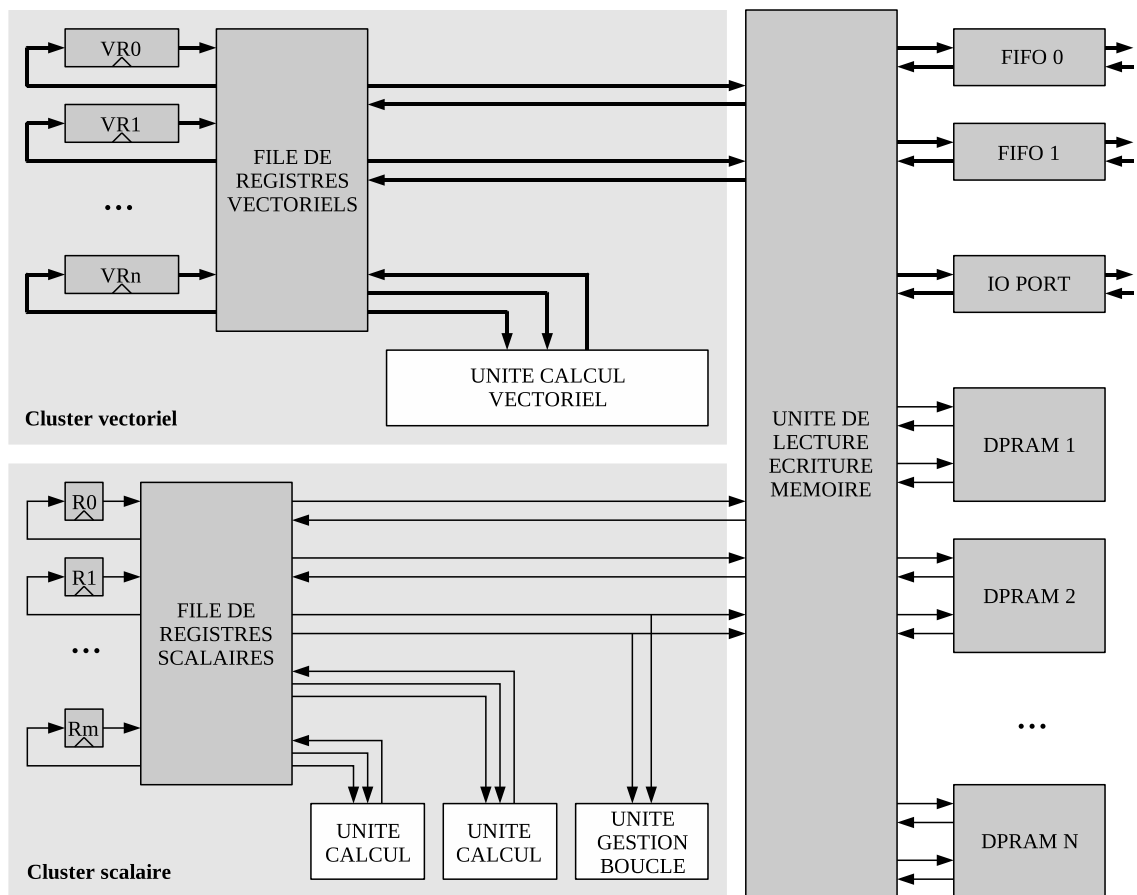 VR0
VR1
...
VRn
FILE DE
REGISTRES
VECTORIELS
UNITE CALCUL
VECTORIEL
Cluster vectoriel
R0
R1
...
Rm
FILE DE
REGISTRES
SCALAIRES
UNITE
CALCUL
UNITE
CALCUL
UNITE
GESTION
BOUCLE
Cluster scalaire
UNITE DE
LECTURE
ECRITURE
MEMOIRE
FIFO 0
FIFO 1
IO PORT
DPRAM 1
DPRAM 2
...
DPRAM N